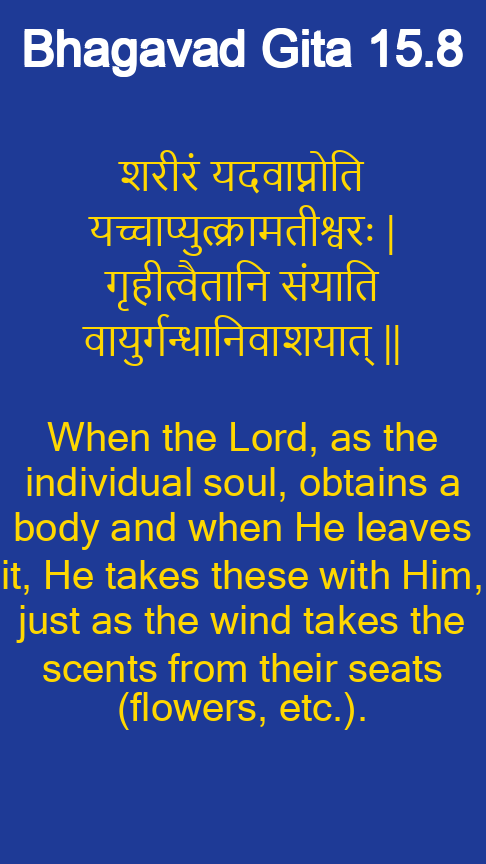 Bhagavad Gita 15.8
शरीरं यदवाप्नोति
यच्चाप्युत्क्रामतीश्वरः |
गृहीत्वैतानि संयाति
वायुर्गन्धानिवाशयात् ||
When the Lord, as the
individual soul, obtains a
body and when He leaves
it, He takes these with Him,
just as the wind takes the
scents from their seats
(flowers, etc.).